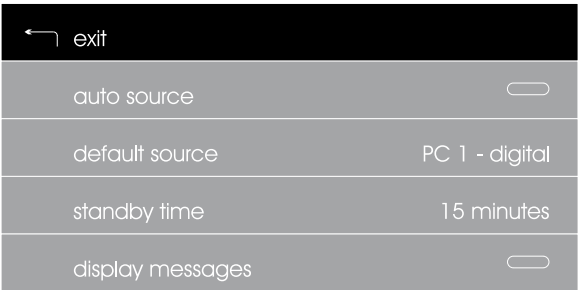 exit
auto source
default source PC 1 - digital
standby time 15 minutes
display messages